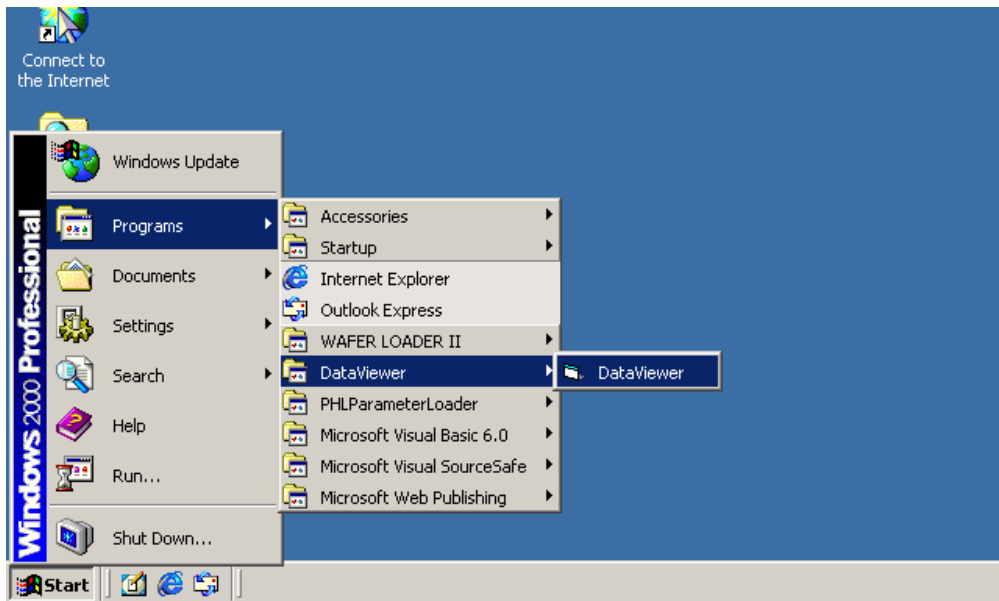 Connect to
the Internet
Windows 2000 Professional
Windows Update
Programs
Documents
Settings
Search
Help
Run...
Shut Down...
Accessories
Startup
Internet Explorer
Outlook Express
WAFER LOADER II
DataViewer
PHLParameterLoader
Microsoft Visual Basic 6.0
Microsoft Visual SourceSafe
Microsoft Web Publishing
DataViewer
Start